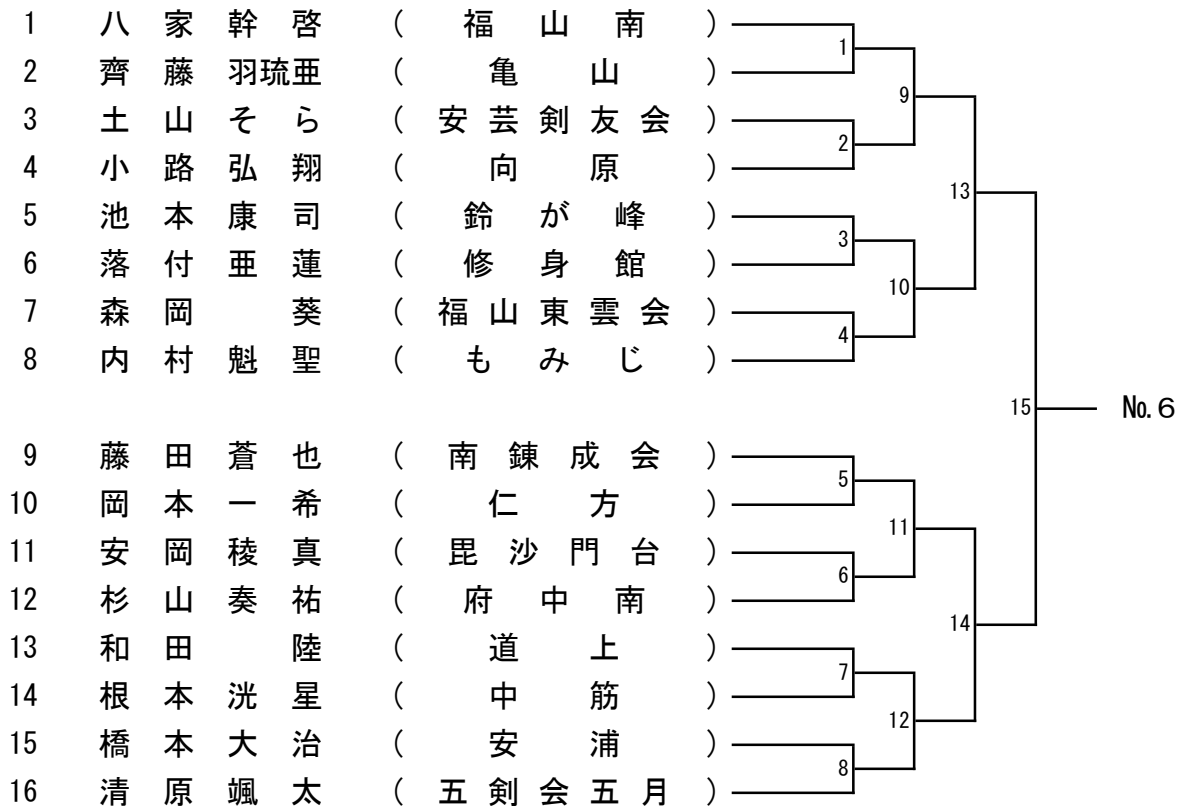 1 八家幹啓 (福山南)
2 齊藤羽琉亜 (亀山)
3 土山そら (安芸剣友会)
4 小路弘翔 (向原)
5 池本康司 (鈴が峰)
6 落付亜蓮 (修身館)
7 森岡 葵 (福山東雲会)
8 内村魁聖 (もみじ)
9 藤田蒼也 (南錬成会)
10 岡本一希 (仁方)
11 安岡稜真 (毘沙門台)
12 杉山奏祐 (府中南)
13 和田 陸 (道上)
14 根本洸星 (中筋)
15 橋本大治 (安浦)
16 清原颯太 (五剣会五月)
1
2
3
4
5
6
7
8
9
10
11
12
13
14
15
№6